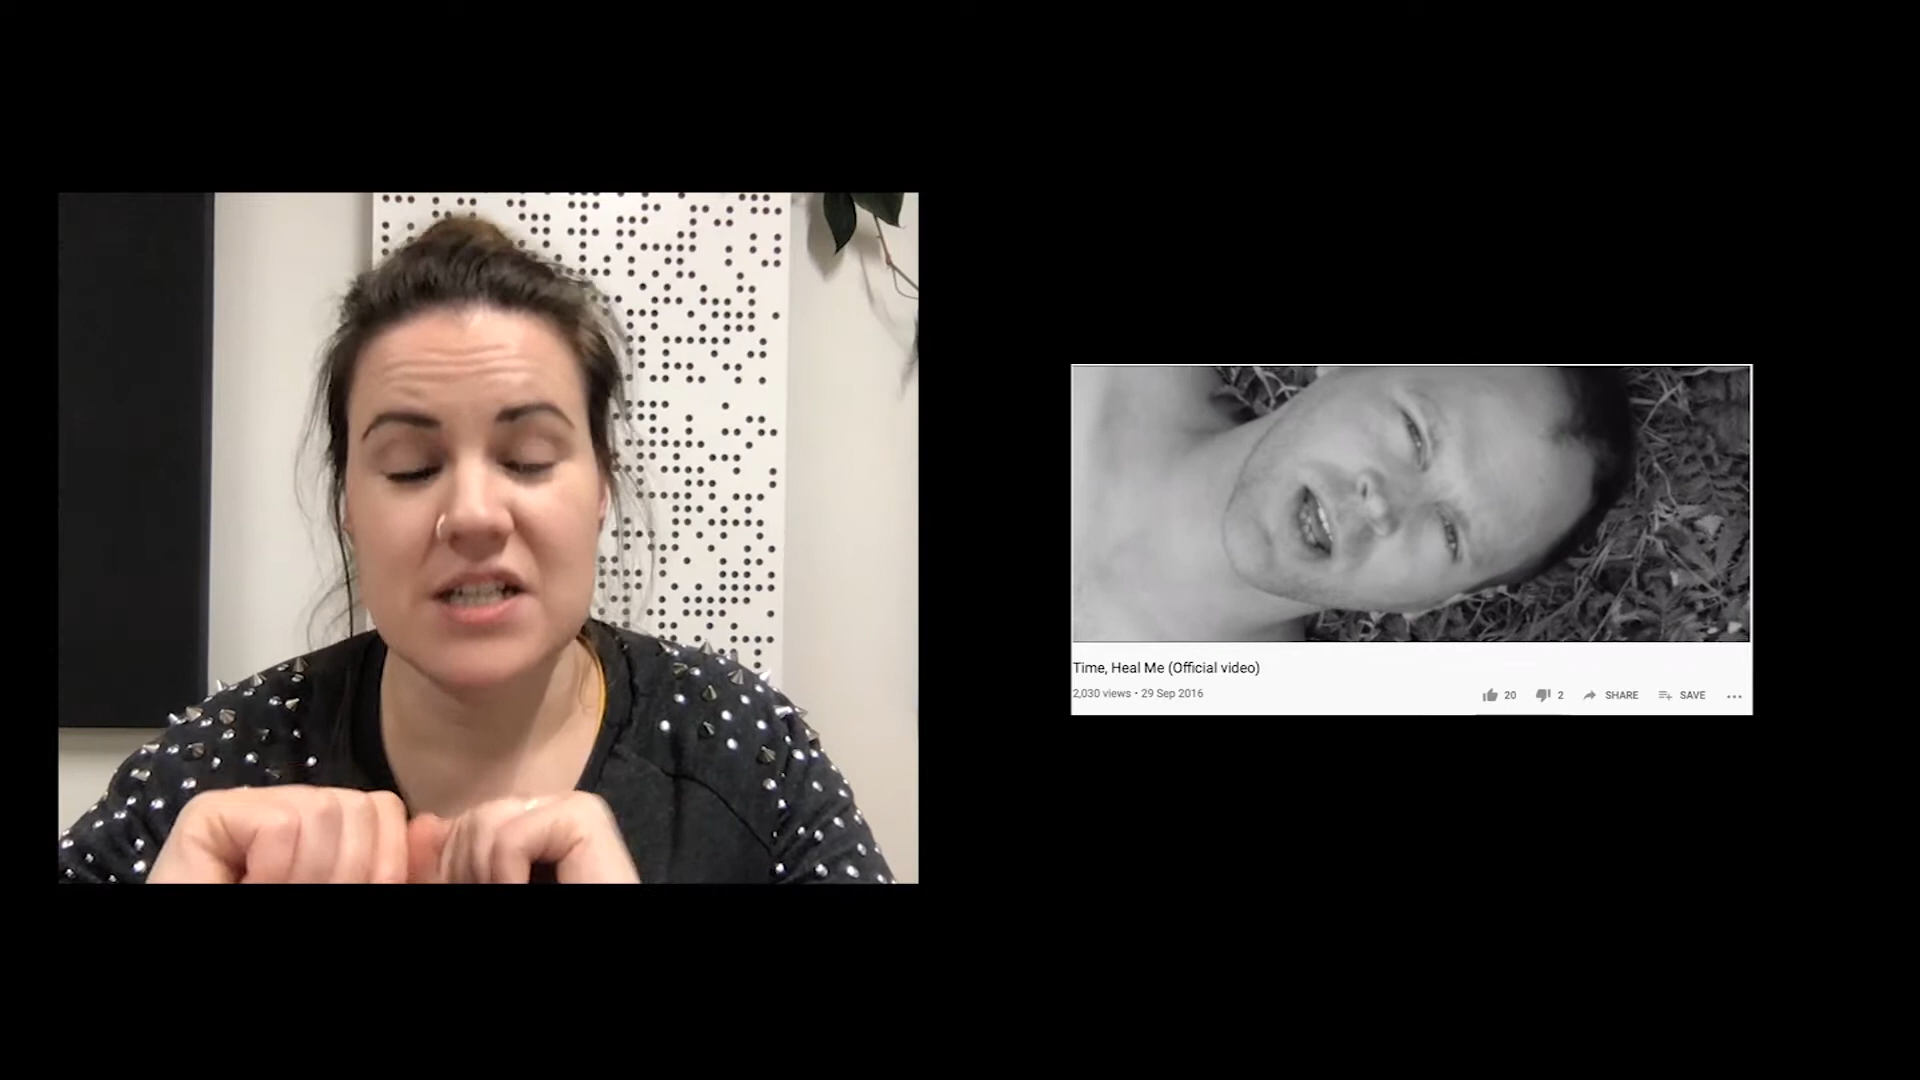 Time, Heal Me (Official video)
2,030 views • 29 Sep 2016
20 2 SHARE SAVE